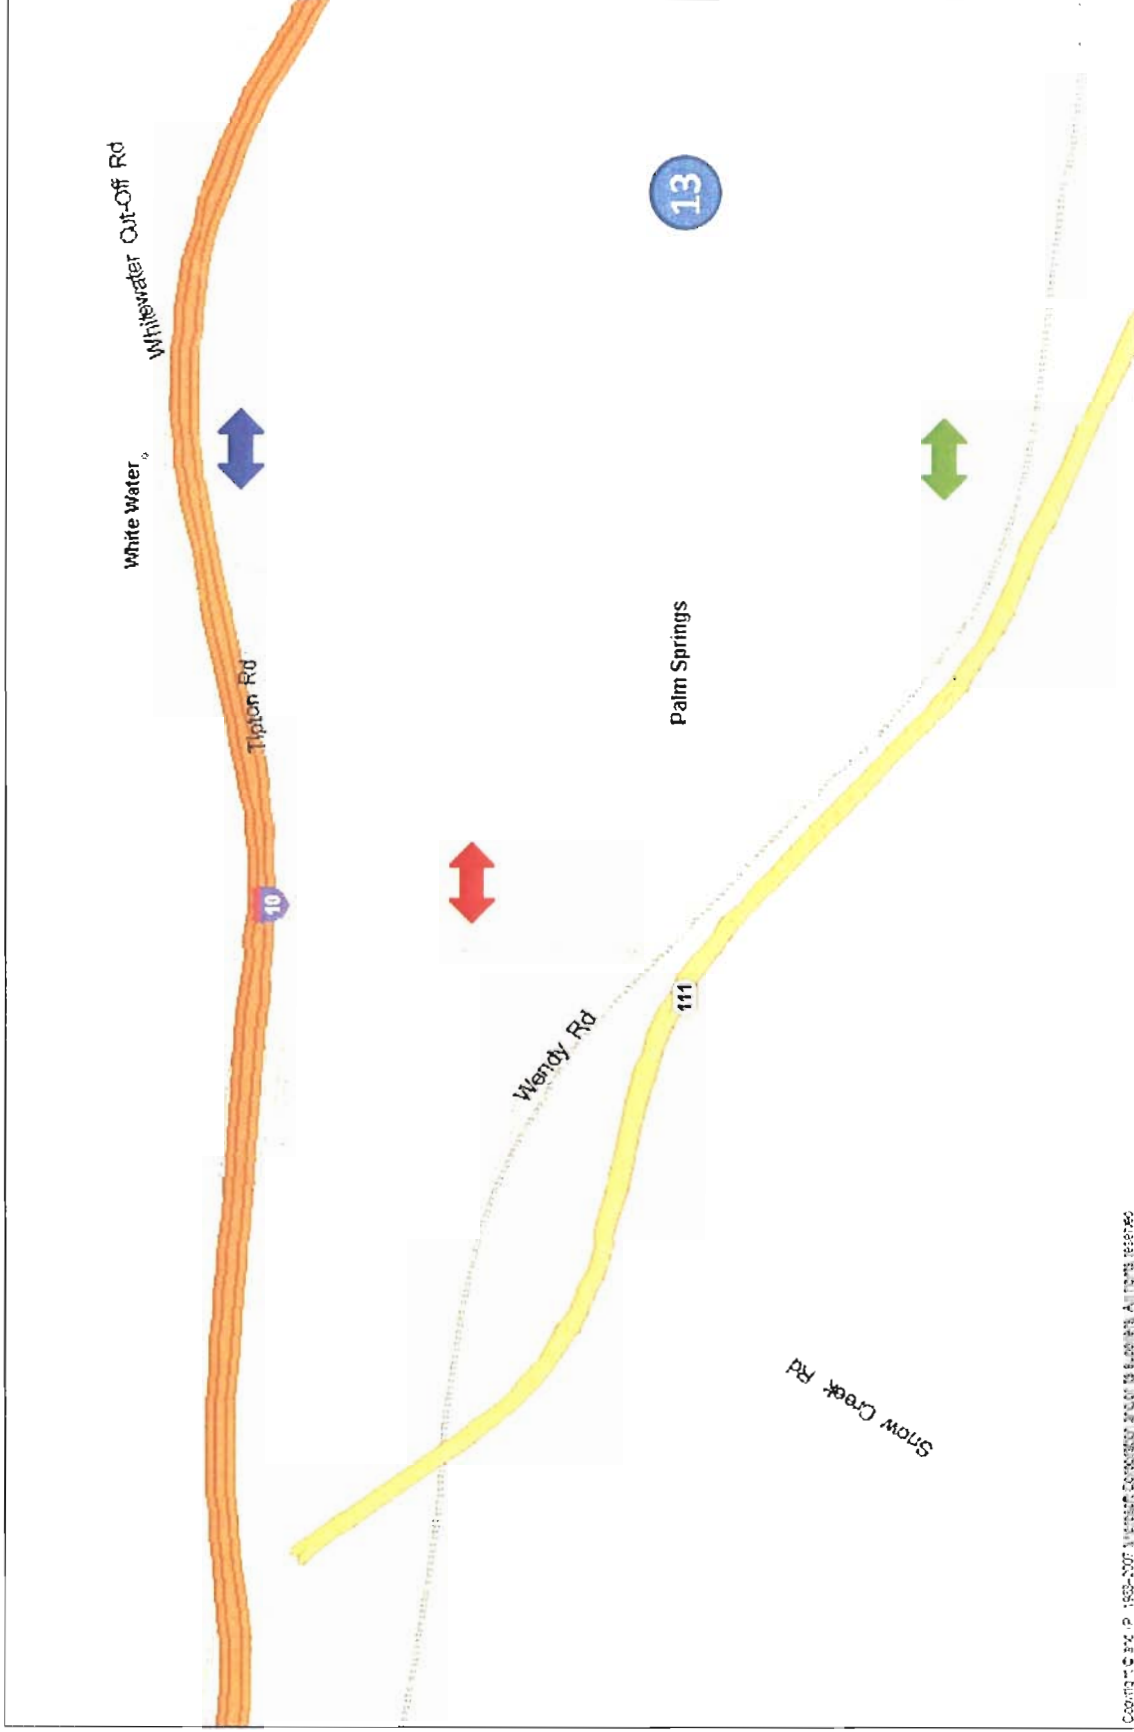 Whitewater Cut-Off Rd
White Water
Tipton Rd
10
13
Palm Springs
Wendy Rd
111
Snow Creek Rd